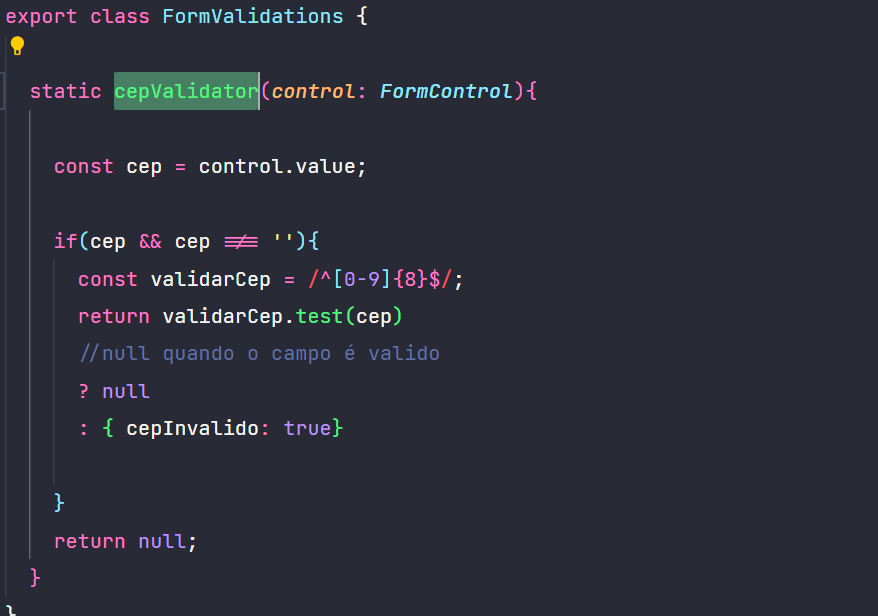 export class FormValidations {
static cepValidator(control: FormControl){
const cep = control.value;
if(cep && cep !== ''){
const validarCep = /^[0-9]{8}$/;
return validarCep.test(cep)
//null quando o campo é valido
? null
: { cepInvalido: true}
}
return null;
}
}